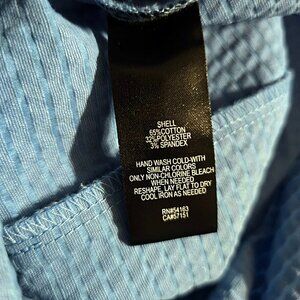 SHELL
65%COTTON
32%POLYESTER
3% SPANDEX
HAND WASH COLD-WITH
SIMILAR COLORS
ONLY NON-CHLORINE BLEACH
WHEN NEEDED
RESHAPE, LAY FLAT TO DRY
COOL IRON AS NEEDED
RN#54163
CA#57151